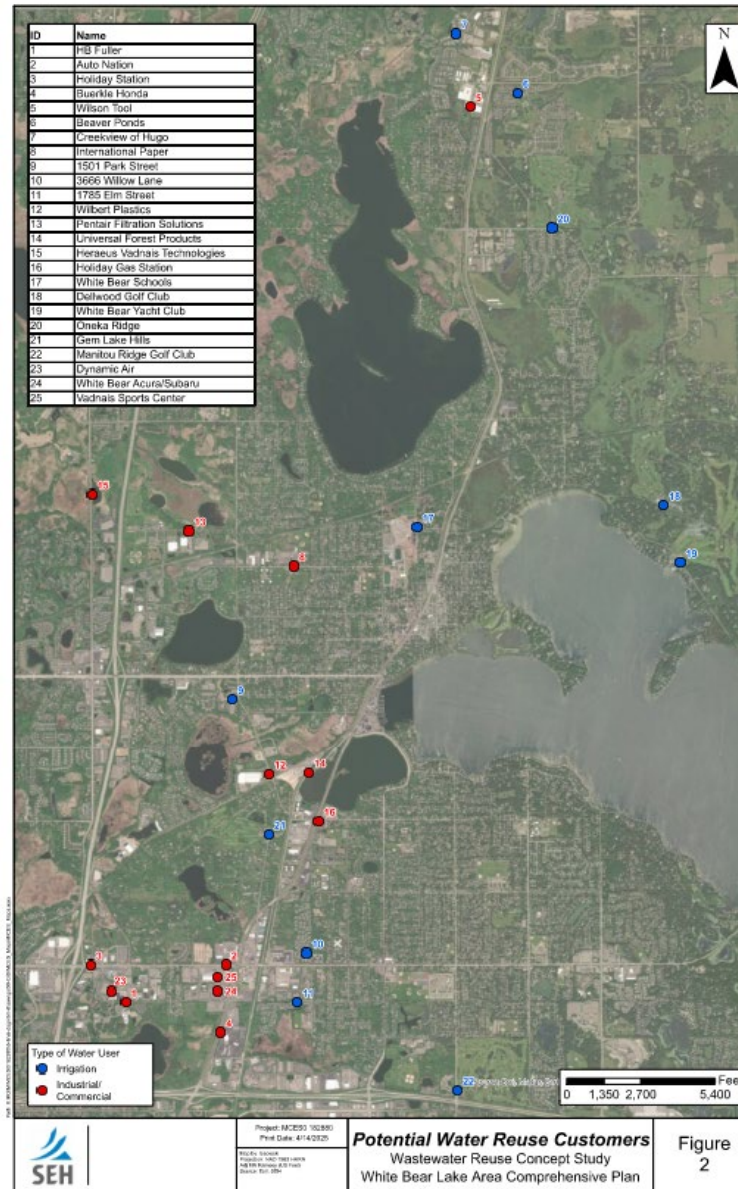 ID Name
1 HB Fuller
2 Auto Nation
3 Holiday Station
4 Buerkle Honda
5 Wilson Tool
6 Beaver Ponds
7 Creekview of Hugo
8 International Paper
9 1501 Park Street
10 3666 Willow Lane
11 1785 Elm Street
12 Wilbert Plastics
13 Pentair Filtration Solutions
14 Universal Forest Products
15 Heraeus Vadnais Technologies
16 Holiday Gas Station
17 White Bear Schools
18 Dellwood Golf Club
19 White Bear Yacht Club
20 Oneka Ridge
21 Gem Lake Hills
22 Manitou Ridge Golf Club
23 Dynamic Air
24 White Bear Acura/Subaru
25 Vadnais Sports Center
N
7
6
5
20
15
13
8
17
18
19
9
12
14
16
21
3
2
10
25
23
24
1
11
4
22
Type of Water User
Irrigation
Industrial/
Commercial
Feet
0 1,350 2,700 5,400
SEH
Print Date: 4/14/2025
Potential Water Reuse Customers
Wastewater Reuse Concept Study
White Bear Lake Area Comprehensive Plan
Figure
2